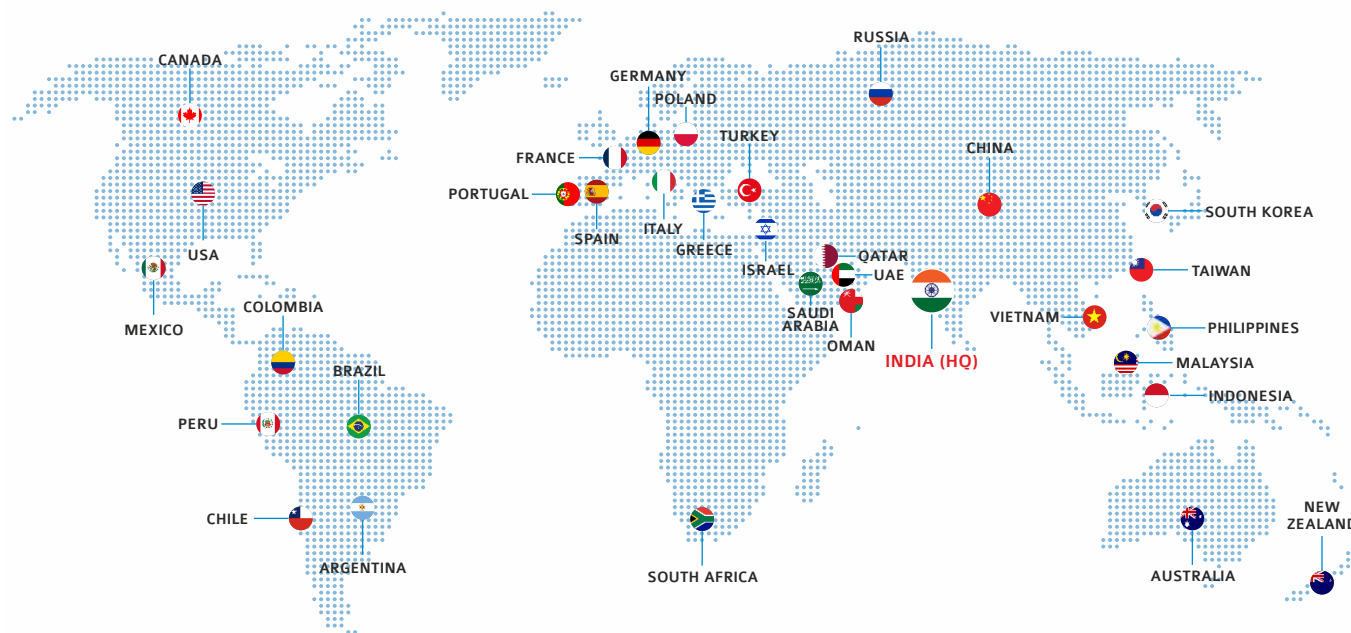 RUSSIA
CANADA
GERMANY
POLAND
TURKEY
CHINA
FRANCE
PORTUGAL
SOUTH KOREA
ITALY
SPAIN
GREECE
USA
QATAR
ISRAEL
UAE
TAIWAN
COLOMBIA
SAUDI
ARABIA
VIETNAM
MEXICO
PHILIPPINES
OMAN
INDIA (HQ)
MALAYSIA
BRAZIL
INDONESIA
PERU
CHILE
NEW
ZEALAND
ARGENTINA
SOUTH AFRICA
AUSTRALIA